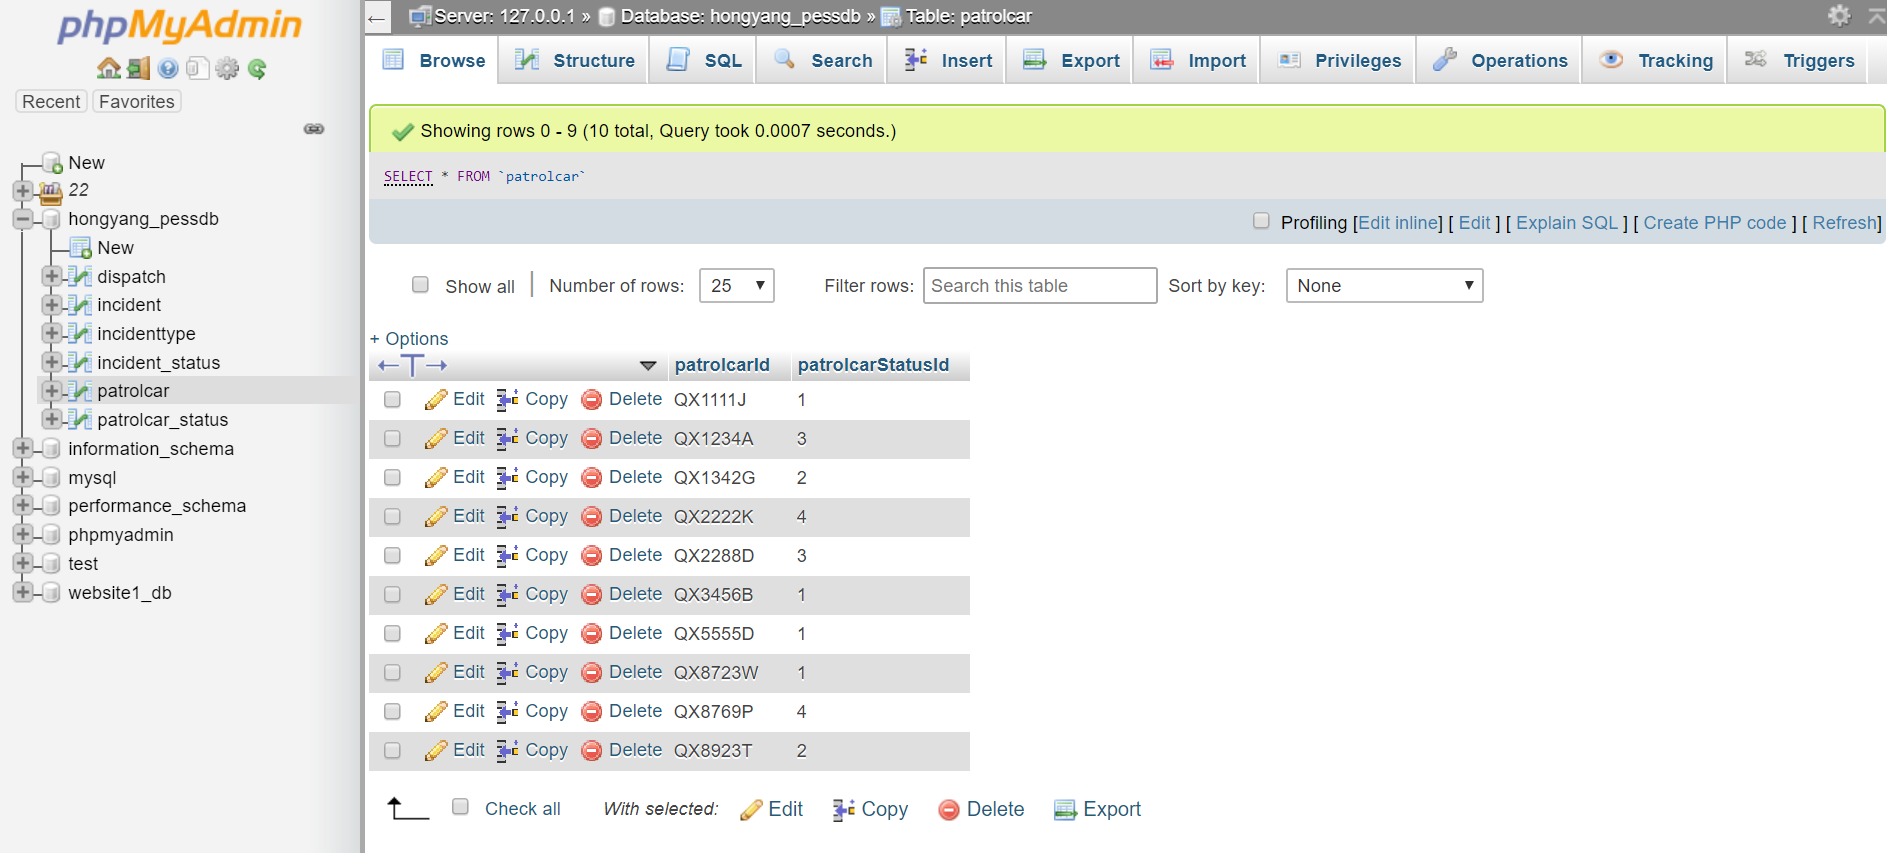 phpMyAdmin
Recent Favorites
New
22
hongyang_pessdb
New
dispatch
incident
incidenttype
incident_status
patrolcar
patrolcar_status
information_schema
mysql
performance_schema
phpmyadmin
test
website1_db
Server: 127.0.0.1 » Database: hongyang_pessdb » Table: patrolcar
Browse Structure SQL Search Insert Export Import Privileges Operations Tracking Triggers
Showing rows 0 - 9 (10 total, Query took 0.0007 seconds.)
SELECT * FROM `patrolcar`
Profiling [Edit inline] [ Edit ] [ Explain SQL ] [ Create PHP code ] [ Refresh]
Show all | Number of rows: 25 Filter rows: Search this table Sort by key: None
+ Options
patrolcarId patrolcarStatusId
Edit Copy Delete QX1111J 1
Edit Copy Delete QX1234A 3
Edit Copy Delete QX1342G 2
Edit Copy Delete QX2222K 4
Edit Copy Delete QX2288D 3
Edit Copy Delete QX3456B 1
Edit Copy Delete QX5555D 1
Edit Copy Delete QX8723W 1
Edit Copy Delete QX8769P 4
Edit Copy Delete QX8923T 2
Check all With selected: Edit Copy Delete Export